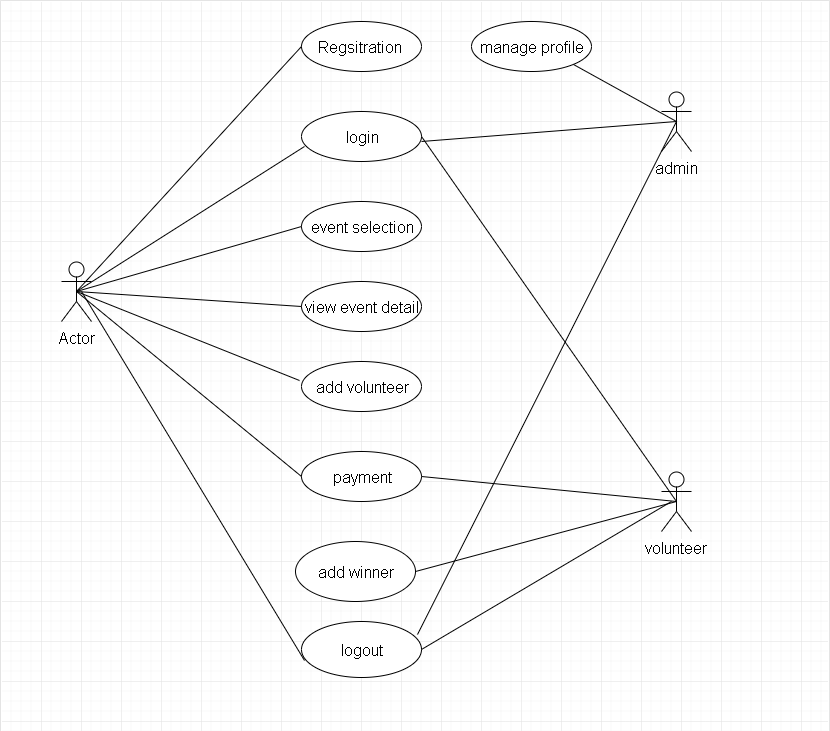 Regsitration
manage profile
login
admin
event selection
view event detail
Actor
add volunteer
payment
volunteer
add winner
logout